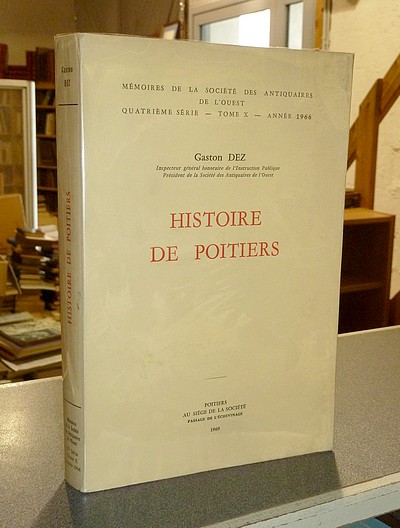 MÉMOIRES DE LA SOCIÉTÉ DES ANTIQUAIRES
DE L'OUEST
QUATRIÈME SÉRIE — TOME X — ANNÉE 1966
Gaston DEZ
Inspecteur général honoraire de l'Instruction Publique
Président de la Société des Antiquaires de l'Ouest
HISTOIRE
DE POITIERS
POITIERS
AU SIÈGE DE LA SOCIÉTÉ
PASSAGE DE L'ÉCHEVINAGE
1969
Gaston
DEZ
HISTOIRE DE POITIERS